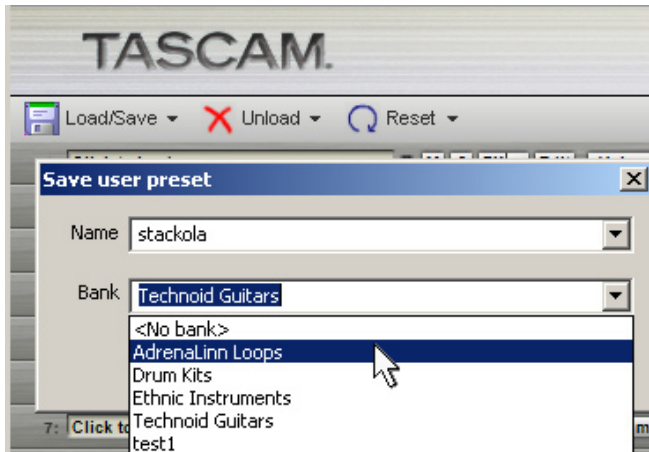 TASCAM.
Load/Save Unload Reset
Save user preset
Name stackola
Bank Technoid Guitars
<No bank>
AdrenaLinn Loops
Drum Kits
Ethnic Instruments
Technoid Guitars
7: Click to
test1